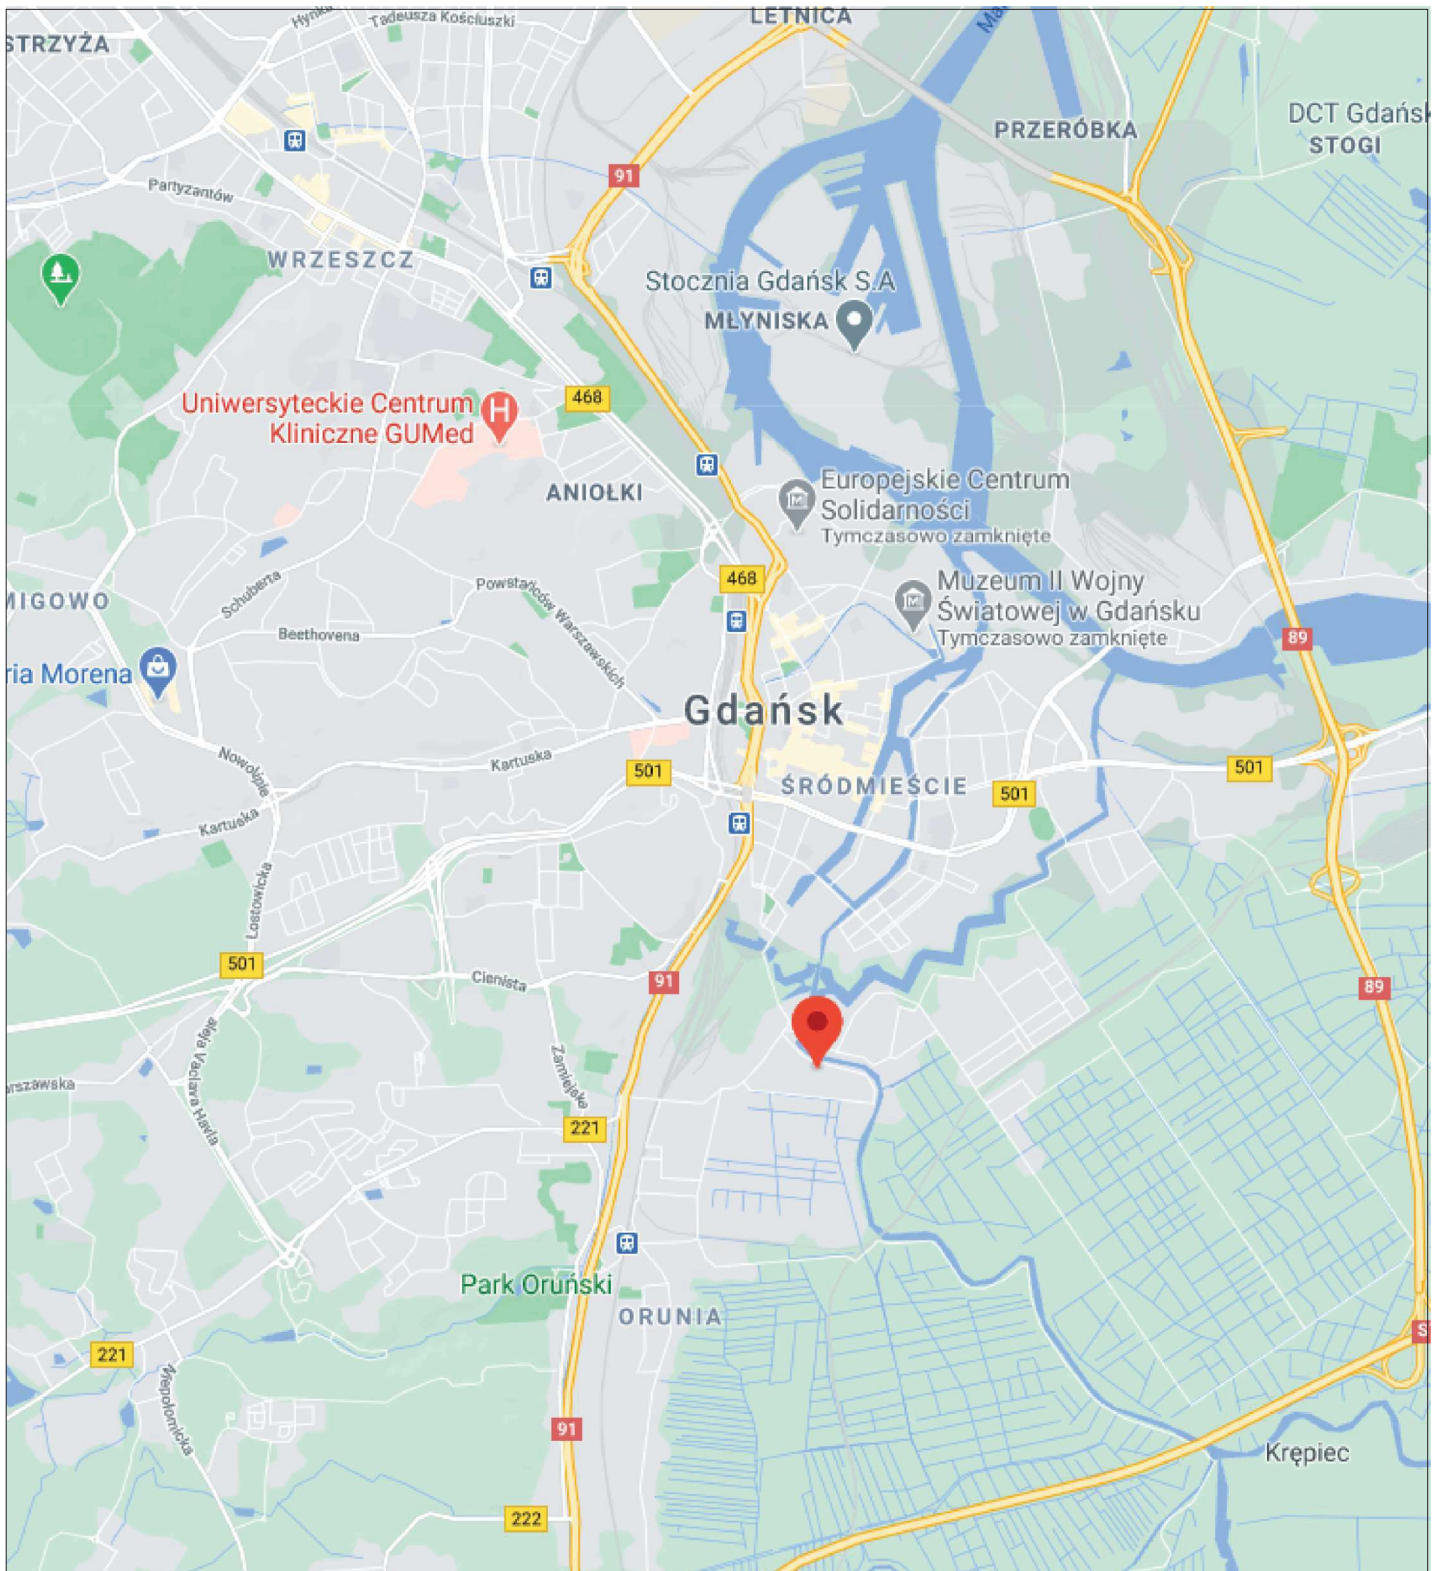 Hynka
Tadeusza Kościuszki
LETNICA
STRZYŻA
DCT Gdańsk
STOGI
PRZERÓBKA
91
Partyzantów
WRZESZCZ
Stocznia Gdańsk S.A
MŁYNISKA
468
Uniwersyteckie Centrum
Kliniczne GUMed
ANIOŁKI
Europejskie Centrum
Solidarności
Tymczasowo zamknięte
468
Muzeum II Wojny
Światowej w Gdańsku
Tymczasowo zamknięte
Schuberta
Powstańców Warszawskich
MIGOWO
Beethovena
89
ria Morena
Gdańsk
Nowolipie
Kartuska
501
ŚRÓDMIEŚCIE
501
501
Kartuska
Łostowicka
501
Cienista
91
89
aleja Vaclava Havla
Zamiejska
arszawska
221
Park Oruński
ORUNIA
221
Niepołomicka
91
Krępiec
222